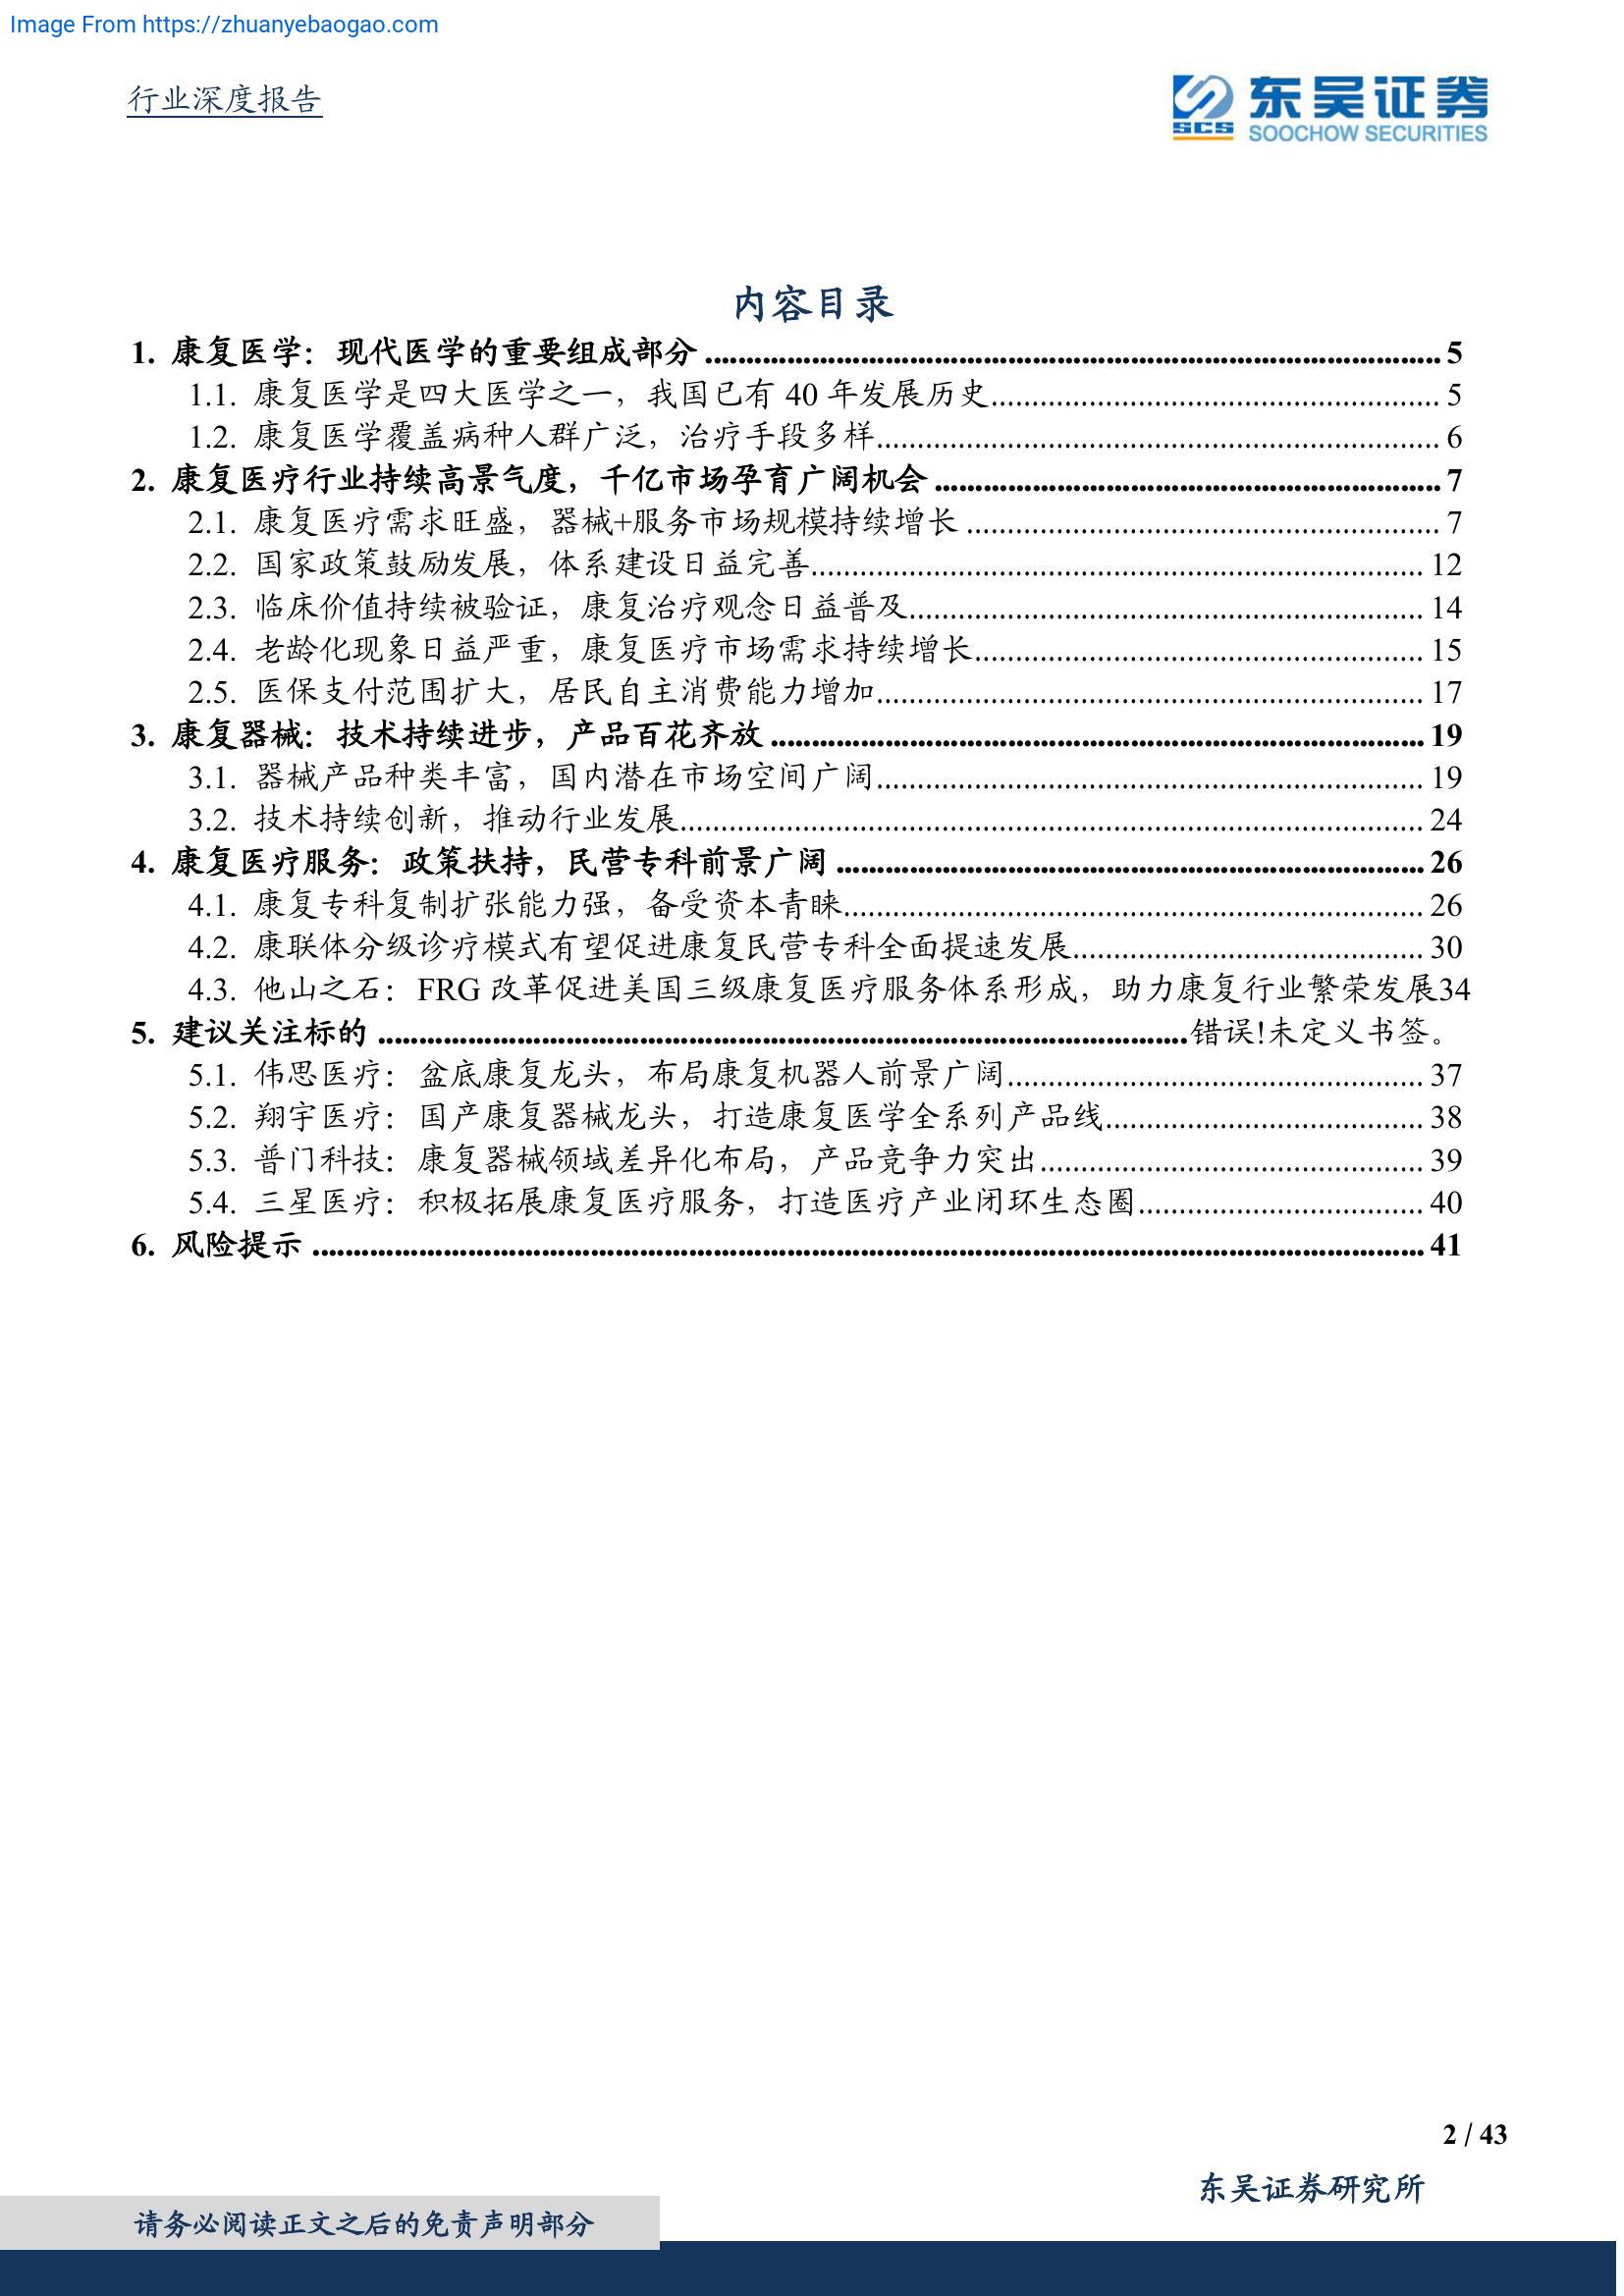 Image From https://zhuanyebaogao.com
行业深度报告
东吴证券
SCS
SOOCHOW SECURITIES
内容目录
1. 康复医学：现代医学的重要组成部分 ........ 5
1.1. 康复医学是四大医学之一，我国已有 40 年发展历史........ 5
1.2. 康复医学覆盖病种人群广泛，治疗手段多样........ 6
2. 康复医疗行业持续高景气度，千亿市场孕育广阔机会 ........ 7
2.1. 康复医疗需求旺盛，器械+服务市场规模持续增长 ........ 7
2.2. 国家政策鼓励发展，体系建设日益完善........ 12
2.3. 临床价值持续被验证，康复治疗观念日益普及........ 14
2.4. 老龄化现象日益严重，康复医疗市场需求持续增长........ 15
2.5. 医保支付范围扩大，居民自主消费能力增加........ 17
3. 康复器械：技术持续进步，产品百花齐放 ........ 19
3.1. 器械产品种类丰富，国内潜在市场空间广阔........ 19
3.2. 技术持续创新，推动行业发展........ 24
4. 康复医疗服务：政策扶持，民营专科前景广阔 ........ 26
4.1. 康复专科复制扩张能力强，备受资本青睐........ 26
4.2. 康联体分级诊疗模式有望促进康复民营专科全面提速发展........ 30
4.3. 他山之石：FRG 改革促进美国三级康复医疗服务体系形成，助力康复行业繁荣发展34
5. 建议关注标的 ........错误!未定义书签。
5.1. 伟思医疗：盆底康复龙头，布局康复机器人前景广阔........ 37
5.2. 翔宇医疗：国产康复器械龙头，打造康复医学全系列产品线........ 38
5.3. 普门科技：康复器械领域差异化布局，产品竞争力突出........ 39
5.4. 三星医疗：积极拓展康复医疗服务，打造医疗产业闭环生态圈........ 40
6. 风险提示 ........ 41
2 / 43
东吴证券研究所
请务必阅读正文之后的免责声明部分